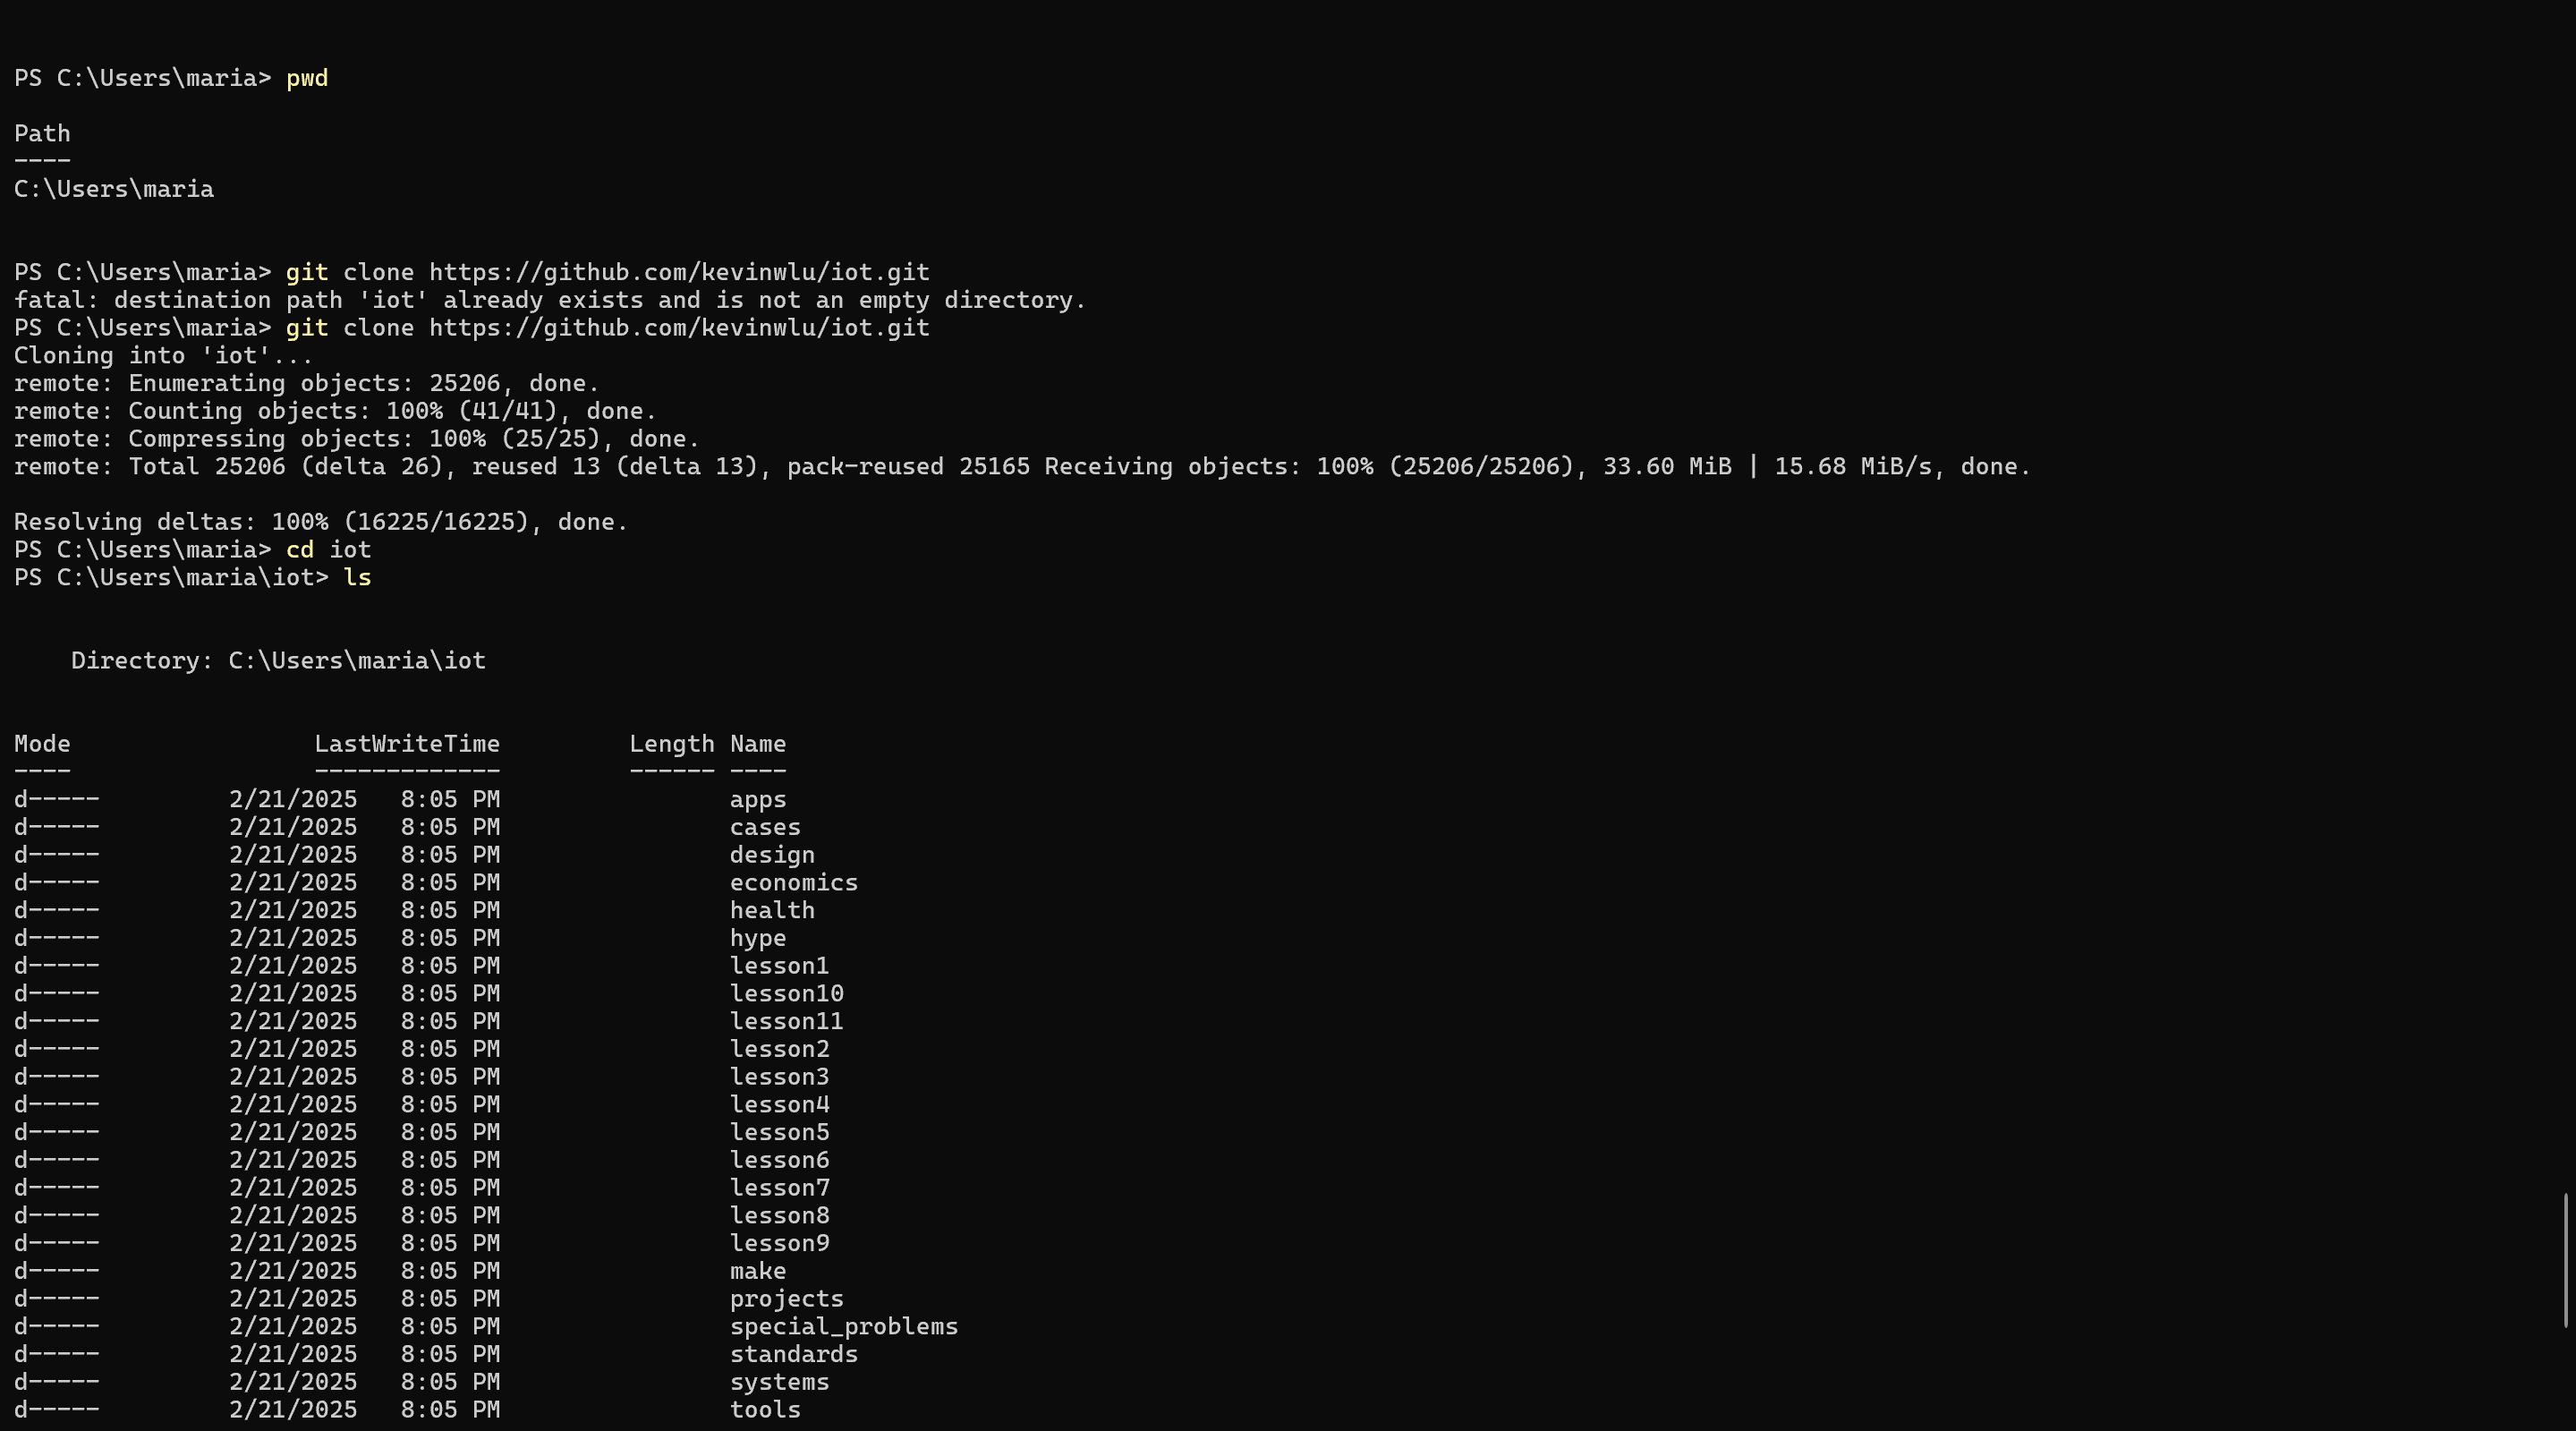 PS C:\Users\maria> pwd
Path
----
C:\Users\maria
PS C:\Users\maria> git clone https://github.com/kevinwlu/iot.git
fatal: destination path 'iot' already exists and is not an empty directory.
PS C:\Users\maria> git clone https://github.com/kevinwlu/iot.git
Cloning into 'iot'...
remote: Enumerating objects: 25206, done.
remote: Counting objects: 100% (41/41), done.
remote: Compressing objects: 100% (25/25), done.
remote: Total 25206 (delta 26), reused 13 (delta 13), pack-reused 25165 Receiving objects: 100% (25206/25206), 33.60 MiB | 15.68 MiB/s, done.
Resolving deltas: 100% (16225/16225), done.
PS C:\Users\maria> cd iot
PS C:\Users\maria\iot> ls
    Directory: C:\Users\maria\iot
Mode                 LastWriteTime         Length Name
----                 -------------         ------ ----
d-----         2/21/2025   8:05 PM                apps
d-----         2/21/2025   8:05 PM                cases
d-----         2/21/2025   8:05 PM                design
d-----         2/21/2025   8:05 PM                economics
d-----         2/21/2025   8:05 PM                health
d-----         2/21/2025   8:05 PM                hype
d-----         2/21/2025   8:05 PM                lesson1
d-----         2/21/2025   8:05 PM                lesson10
d-----         2/21/2025   8:05 PM                lesson11
d-----         2/21/2025   8:05 PM                lesson2
d-----         2/21/2025   8:05 PM                lesson3
d-----         2/21/2025   8:05 PM                lesson4
d-----         2/21/2025   8:05 PM                lesson5
d-----         2/21/2025   8:05 PM                lesson6
d-----         2/21/2025   8:05 PM                lesson7
d-----         2/21/2025   8:05 PM                lesson8
d-----         2/21/2025   8:05 PM                lesson9
d-----         2/21/2025   8:05 PM                make
d-----         2/21/2025   8:05 PM                projects
d-----         2/21/2025   8:05 PM                special_problems
d-----         2/21/2025   8:05 PM                standards
d-----         2/21/2025   8:05 PM                systems
d-----         2/21/2025   8:05 PM                tools